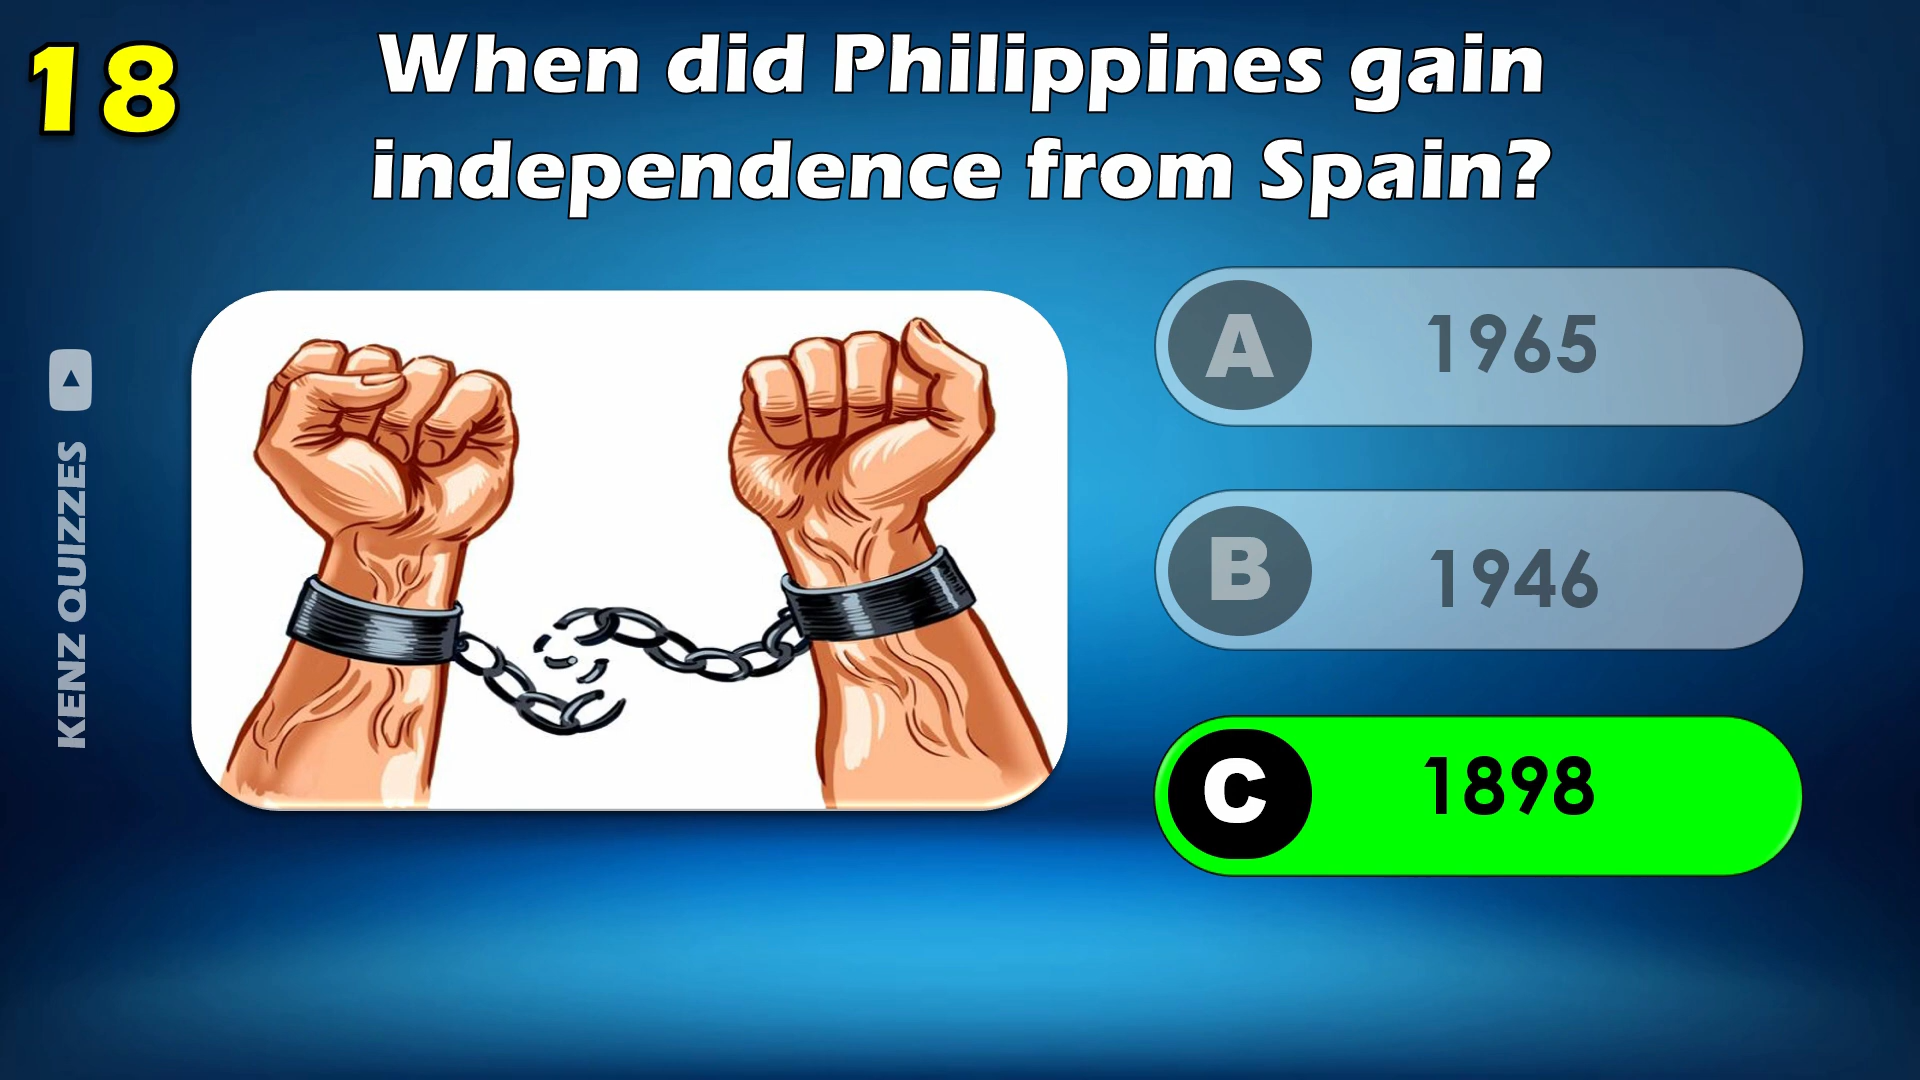 18
When did Philippines gain
independence from Spain?
A 1965
B 1946
C 1898
KENZ QUIZZES